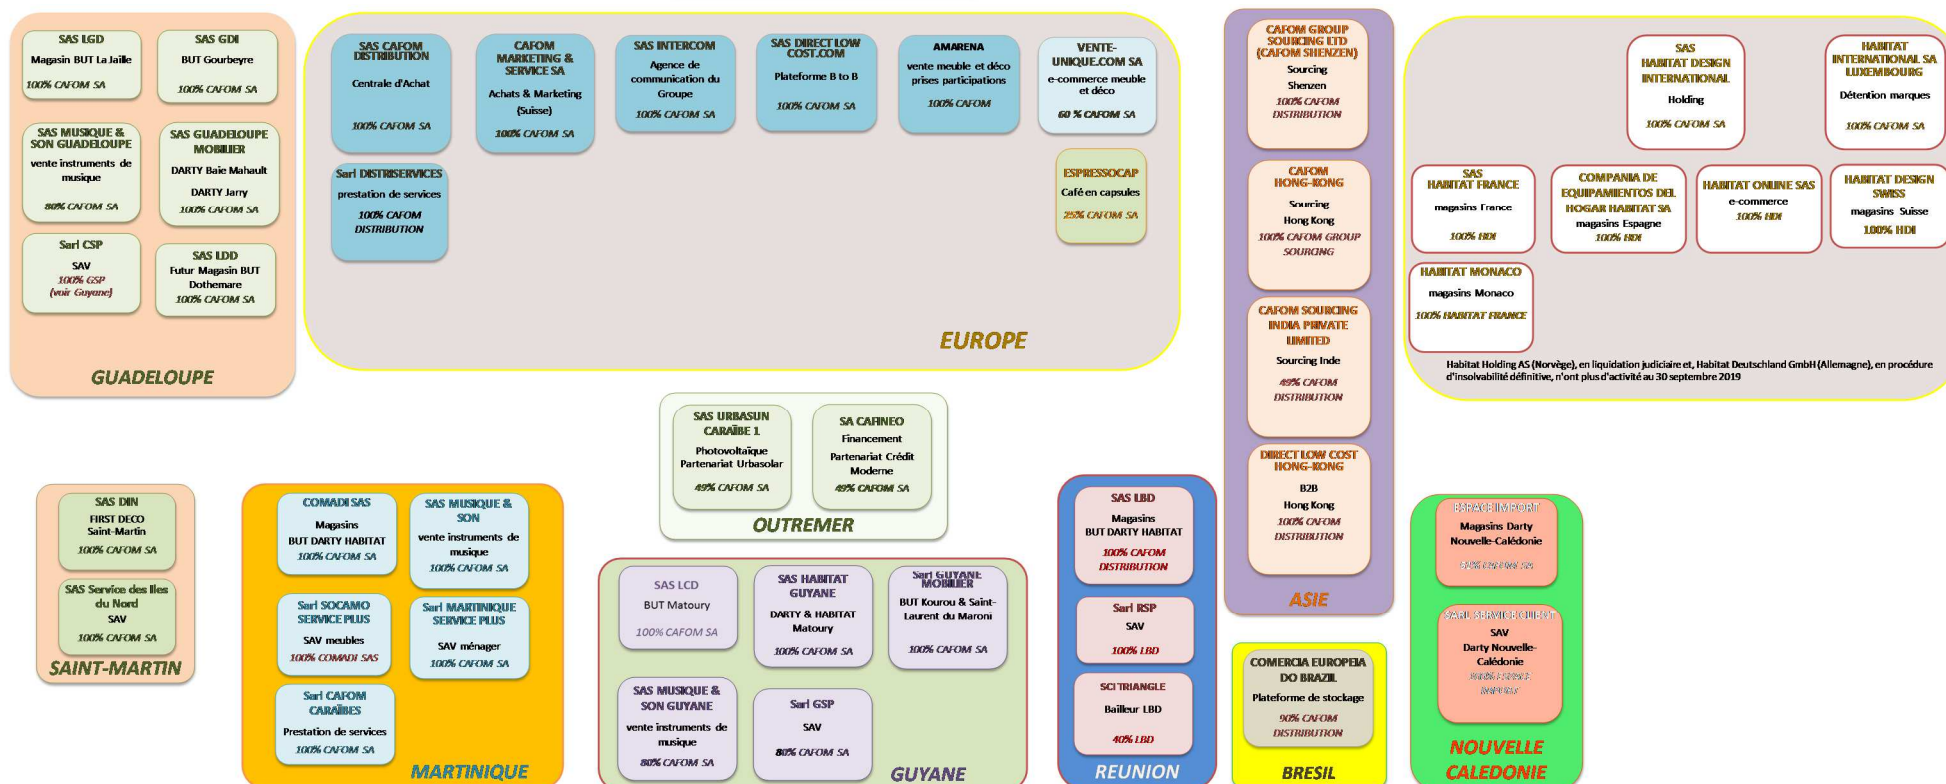 SAS LGD
Magasin BUT La Jaille
100% CAFOM SA
SAS GDI
BUT Gourbeyre
100% CAFOM SA
SAS MUSIQUE &
SON GUADELOUPE
vente instruments de
musique
80% CAFOM SA
SAS GUADELOUPE
MOBILIER
DARTY Baie Mahault
DARTY Jarry
100% CAFOM SA
Sarl CSP
SAV
100% GSP
(voir Guyane)
SAS LDD
Futur Magasin BUT
Dothemare
100% CAFOM SA
GUADELOUPE
SAS CAFOM
DISTRIBUTION
Centrale d'Achat
100% CAFOM SA
CAFOM
MARKETING &
SERVICE SA
Achats & Marketing
(Suisse)
100% CAFOM SA
SAS INTERCOM
Agence de
communication du
Groupe
100% CAFOM SA
SAS DIRECT LOW
COST.COM
Plateforme B to B
100% CAFOM SA
AMARENA
vente meuble et déco
prises participations
100% CAFOM
VENTE-
UNIQUE.COM SA
e-commerce meuble
et déco
60 % CAFOM SA
Sarl DISTRISERVICES
prestation de services
100% CAFOM
DISTRIBUTION
ESPRESSOCAP
Café en capsules
25% CAFOM SA
EUROPE
CAFOM GROUP
SOURCING LTD
(CAFOM SHENZEN)
Sourcing
Shenzen
100% CAFOM
DISTRIBUTION
CAFOM
HONG-KONG
Sourcing
Hong Kong
100% CAFOM GROUP
SOURCING
CAFOM SOURCING
INDIA PRIVATE
LIMITED
Sourcing Inde
49% CAFOM
DISTRIBUTION
DIRECT LOW COST
HONG-KONG
B2B
Hong Kong
100% CAFOM
DISTRIBUTION
ASIE
SAS
HABITAT DESIGN
INTERNATIONAL
Holding
100% CAFOM SA
HABITAT
INTERNATIONAL SA
LUXEMBOURG
Détention marques
100% CAFOM SA
SAS
HABITAT FRANCE
magasins France
100% HDI
COMPANIA DE
EQUIPAMIENTOS DEL
HOGAR HABITAT SA
magasins Espagne
100% HDI
HABITAT ONLINE SAS
e-commerce
100% HDI
HABITAT DESIGN
SWISS
magasins Suisse
100% HDI
HABITAT MONACO
magasins Monaco
100% HABITAT FRANCE
Habitat Holding AS (Norvège), en liquidation judiciaire et, Habitat Deutschland GmbH (Allemagne), en procédure
d'insolvabilité définitive, n'ont plus d'activité au 30 septembre 2019
SAS URBASUN
CARAÏBE 1
Photovoltaïque
Partenariat Urbasolar
49% CAFOM SA
SA CAFINEO
Financement
Partenariat Crédit
Moderne
49% CAFOM SA
OUTREMER
SAS DIN
FIRST DECO
Saint-Martin
100% CAFOM SA
SAS Service des Iles
du Nord
SAV
100% CAFOM SA
SAINT-MARTIN
COMADI SAS
Magasins
BUT DARTY HABITAT
100% CAFOM SA
SAS MUSIQUE &
SON
vente instruments de
musique
100% CAFOM SA
Sarl SOCAMO
SERVICE PLUS
SAV meubles
100% COMADI SAS
Sarl MARTINIQUE
SERVICE PLUS
SAV ménager
100% CAFOM SA
Sarl CAFOM
CARAÏBES
Prestation de services
100% CAFOM SA
MARTINIQUE
SAS LCD
BUT Matoury
100% CAFOM SA
SAS HABITAT
GUYANE
DARTY & HABITAT
Matoury
100% CAFOM SA
Sarl GUYANE
MOBILIER
BUT Kourou & Saint-
Laurent du Maroni
100% CAFOM SA
SAS MUSIQUE &
SON GUYANE
vente instruments de
musique
80% CAFOM SA
Sarl GSP
SAV
80% CAFOM SA
GUYANE
SAS LBD
Magasins
BUT DARTY HABITAT
100% CAFOM
DISTRIBUTION
Sarl RSP
SAV
100% LBD
SCI TRIANGLE
Bailleur LBD
40% LBD
REUNION
COMERCIA EUROPEIA
DO BRAZIL
Plateforme de stockage
90% CAFOM
DISTRIBUTION
BRESIL
ESPACE IMPORT
Magasins Darty
Nouvelle-Calédonie
CAFOM SA
SARL SERVICE CLIENT
SAV
Darty Nouvelle-
Calédonie
100% ESPACE
IMPORT
NOUVELLE
CALEDONIE